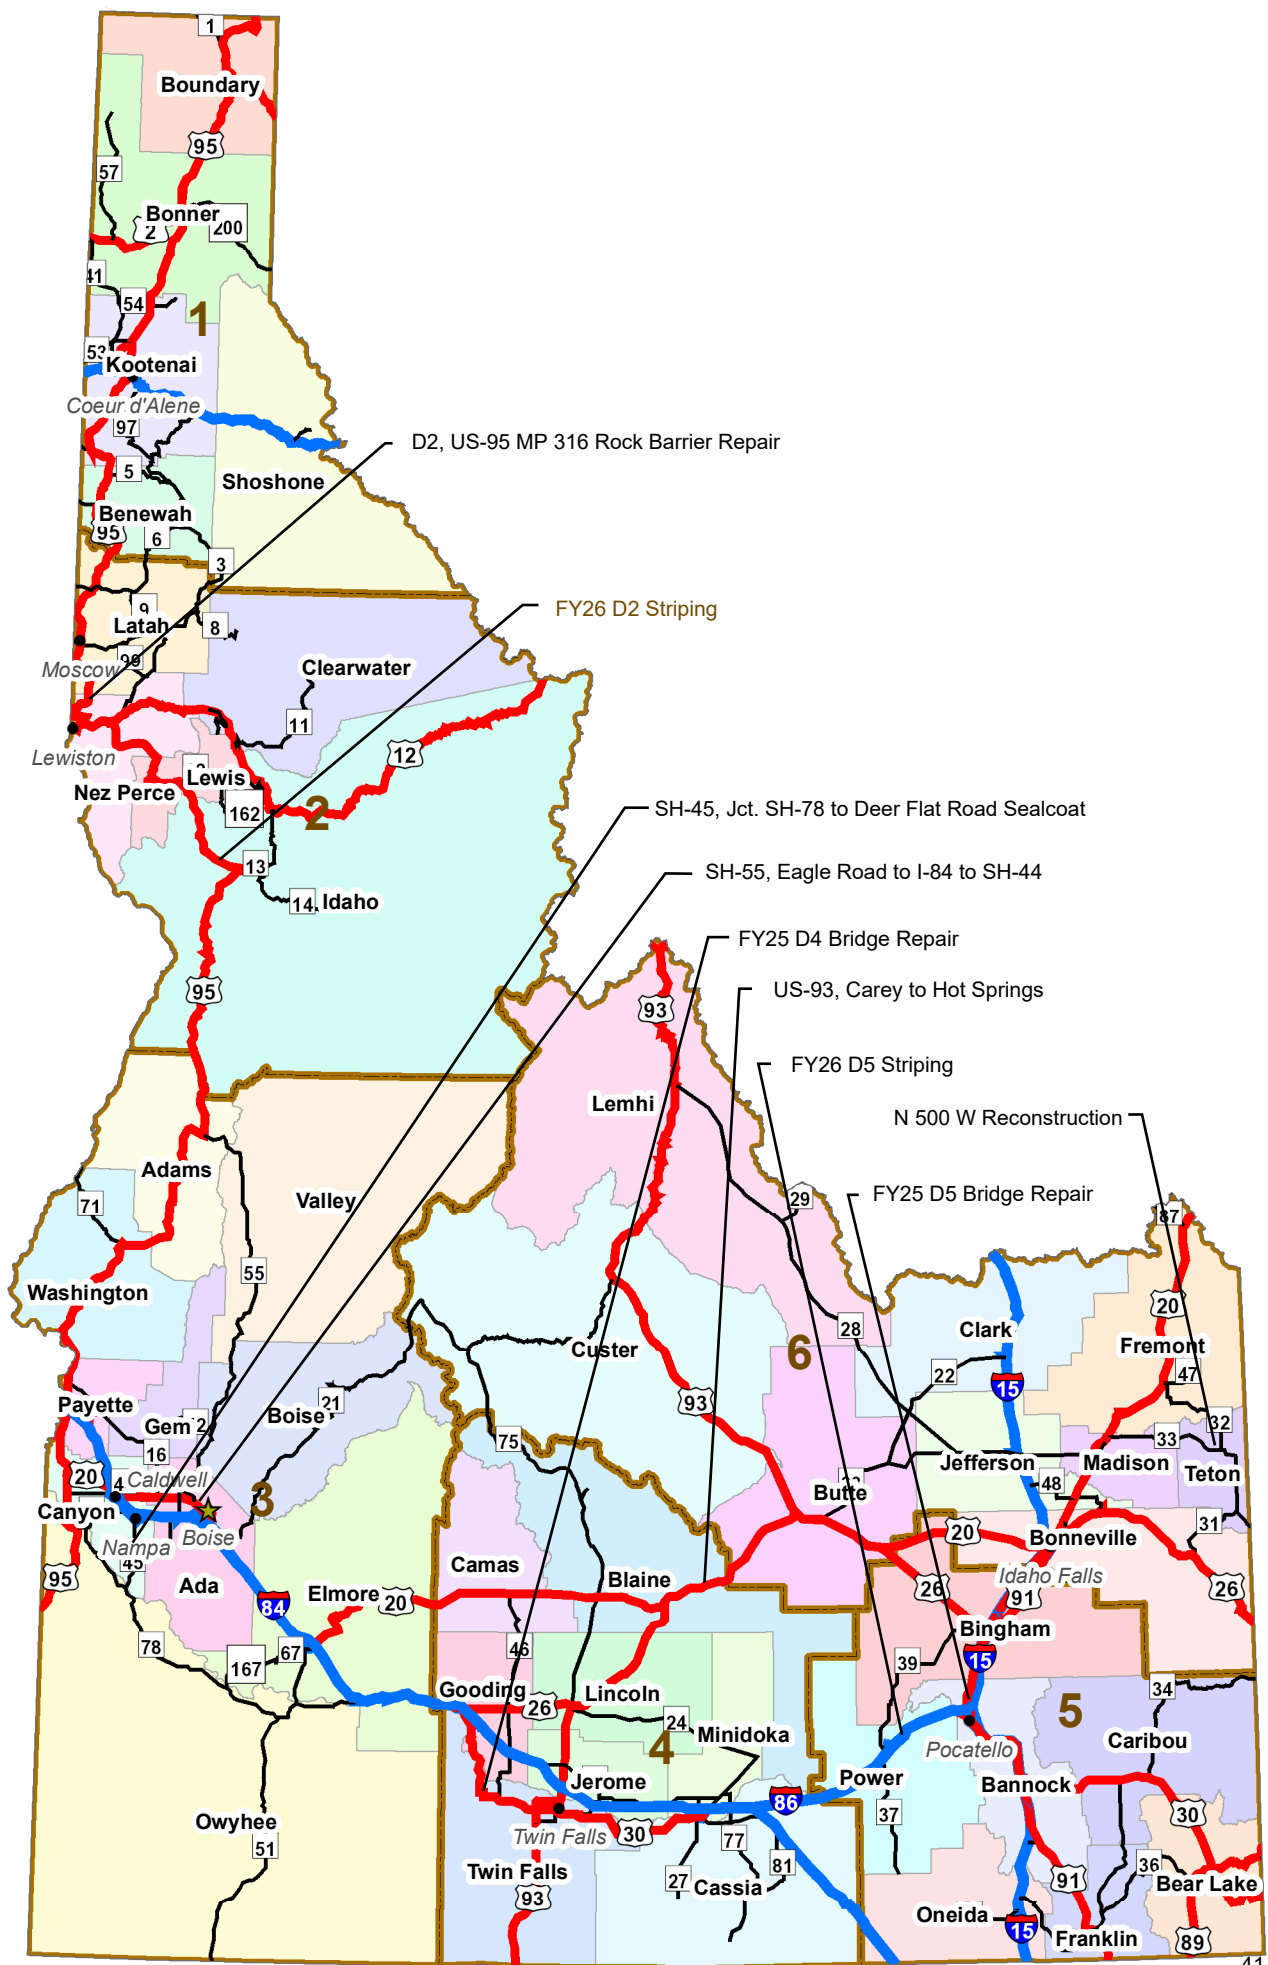 1
Boundary
95
57
Bonner
2
200
41
54
1
53
Kootenai
Coeur d'Alene
97
D2, US-95 MP 316 Rock Barrier Repair
5
Shoshone
Benewah
95
6
3
9
Latah
8
FY26 D2 Striping
99
Moscow
Clearwater
11
12
Lewiston
Lewis
Nez Perce
162
2
SH-45, Jct. SH-78 to Deer Flat Road Sealcoat
13
SH-55, Eagle Road to I-84 to SH-44
14
Idaho
FY25 D4 Bridge Repair
95
US-93, Carey to Hot Springs
93
FY26 D5 Striping
Lemhi
N 500 W Reconstruction
Adams
Valley
FY25 D5 Bridge Repair
71
29
87
55
Washington
20
28
Clark
Custer
6
Fremont
22
47
15
93
Payette
Boise
21
Gem
32
16
75
33
Jefferson
Madison
Teton
20
Caldwell
4
48
Butte
3
Canyon
31
Nampa
Boise
20
Bonneville
45
Camas
Blaine
Idaho Falls
95
Ada
Elmore
20
26
91
26
84
Bingham
78
67
46
167
39
15
34
Gooding
Lincoln
26
24
Minidoka
5
4
Pocatello
Caribou
Jerome
Power
Bannock
86
30
37
Owyhee
Twin Falls
30
77
51
81
36
Twin Falls
27
Cassia
91
Bear Lake
93
Oneida
15
Franklin
89
41